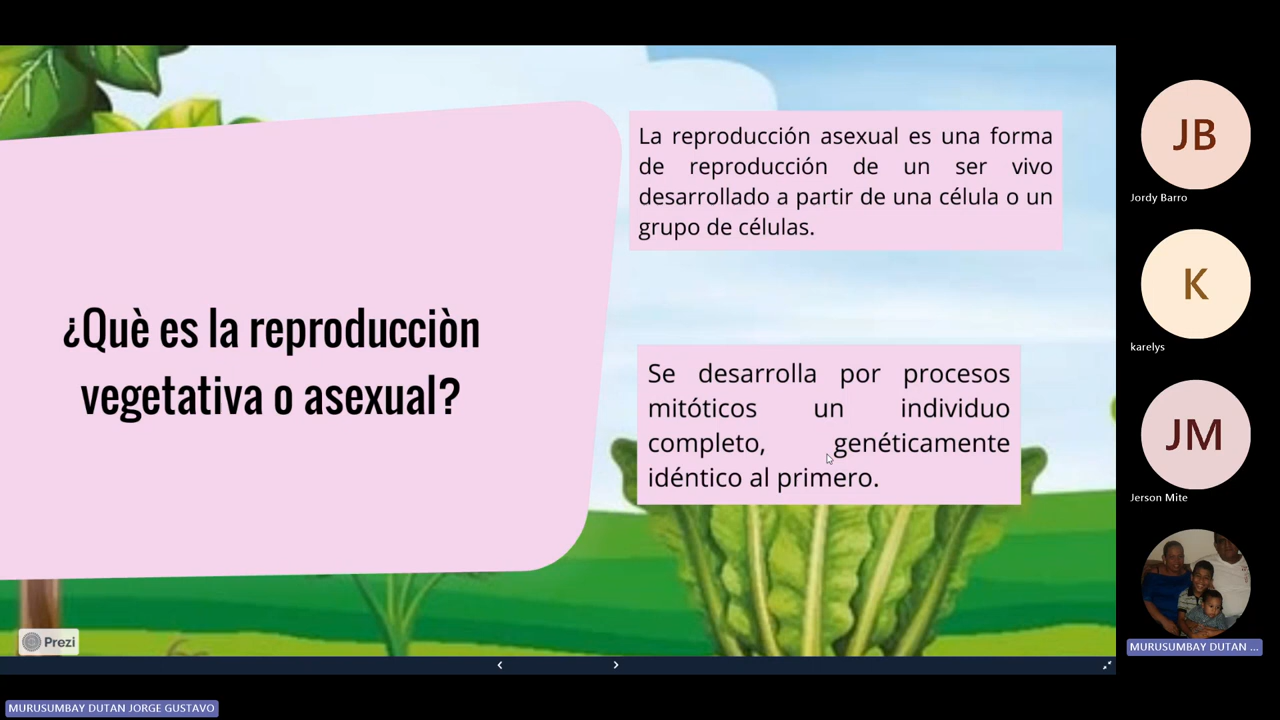 ¿Què es la reproducciòn
vegetativa o asexual?
La reproducción asexual es una forma
de reproducción de un ser vivo
desarrollado a partir de una célula o un
grupo de células.
Se desarrolla por procesos
mitóticos un individuo
completo, genéticamente
idéntico al primero.
Prezi
JB
Jordy Barro
K
karelys
JM
Jerson Mite
MURUSUMBAY DUTAN ...
MURUSUMBAY DUTAN JORGE GUSTAVO